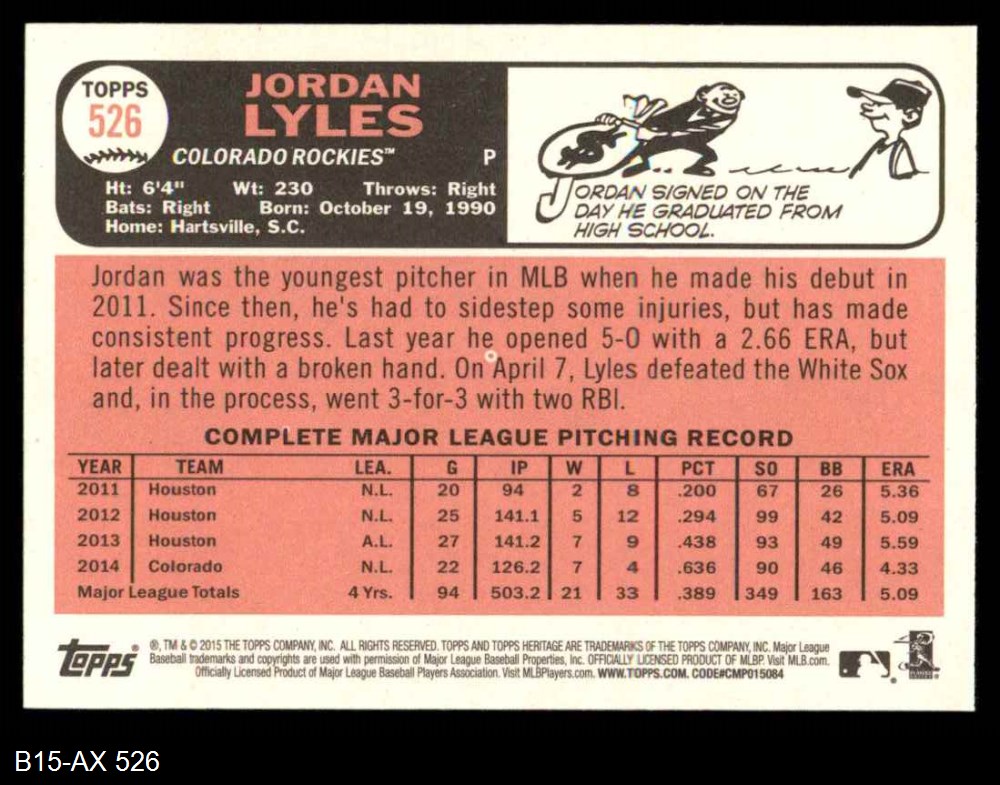 TOPPS
526
JORDAN
LYLES
COLORADO ROCKIES™ P
Ht: 6'4" Wt: 230 Throws: Right
Bats: Right Born: October 19, 1990
Home: Hartsville, S.C.
$
JORDAN SIGNED ON THE
DAY HE GRADUATED FROM
HIGH SCHOOL.
Jordan was the youngest pitcher in MLB when he made his debut in
2011. Since then, he's had to sidestep some injuries, but has made
consistent progress. Last year he opened 5-0 with a 2.66 ERA, but
later dealt with a broken hand. On April 7, Lyles defeated the White Sox
and, in the process, went 3-for-3 with two RBI.
COMPLETE MAJOR LEAGUE PITCHING RECORD
YEAR TEAM LEA. G IP W L PCT SO BB ERA
2011 Houston N.L. 20 94 2 8 .200 67 26 5.36
2012 Houston N.L. 25 141.1 5 12 .294 99 42 5.09
2013 Houston A.L. 27 141.2 7 9 .438 93 49 5.59
2014 Colorado N.L. 22 126.2 7 4 .636 90 46 4.33
Major League Totals 4 Yrs. 94 503.2 21 33 .389 349 163 5.09
topps®
®, TM & © 2015 THE TOPPS COMPANY, INC. ALL RIGHTS RESERVED. TOPPS AND TOPPS HERITAGE ARE TRADEMARKS OF THE TOPPS COMPANY, INC. Major League
Baseball trademarks and copyrights are used with permission of Major League Baseball Properties, Inc. OFFICIALLY LICENSED PRODUCT OF MLBP. Visit MLB.com.
Officially Licensed Product of Major League Baseball Players Association. Visit MLBPlayers.com. WWW.TOPPS.COM. CODE#CMP015084
B15-AX 526